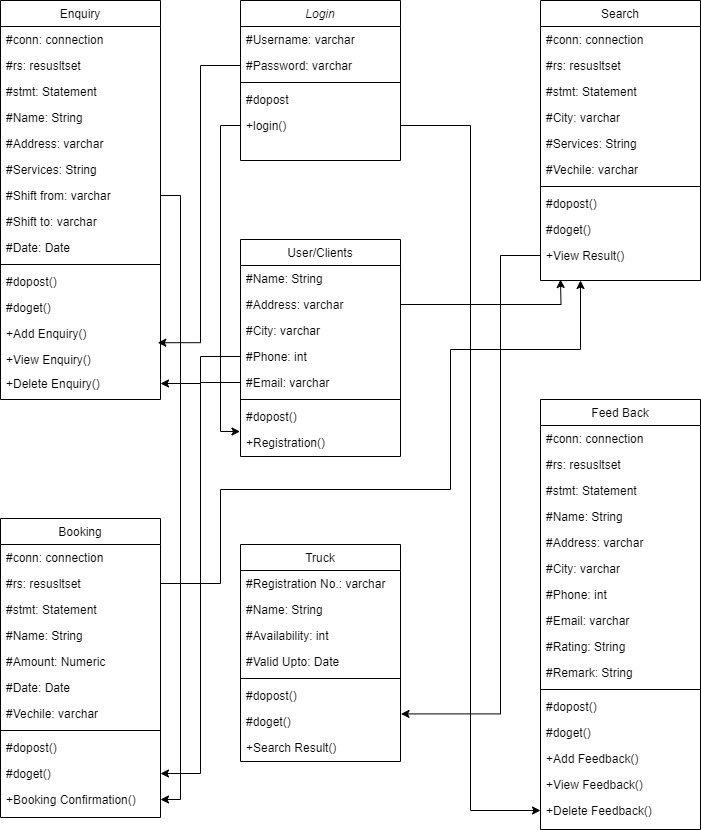 Enquiry
#conn: connection
#rs: resusltset
#stmt: Statement
#Name: String
#Address: varchar
#Services: String
#Shift from: varchar
#Shift to: varchar
#Date: Date
#dopost()
#doget()
+Add Enquiry()
+View Enquiry()
+Delete Enquiry()
Login
#Username: varchar
#Password: varchar
#dopost
+login()
Search
#conn: connection
#rs: resusltset
#stmt: Statement
#City: varchar
#Services: String
#Vechile: varchar
#dopost()
#doget()
+View Result()
User/Clients
#Name: String
#Address: varchar
#City: varchar
#Phone: int
#Email: varchar
#dopost()
+Registration()
Feed Back
#conn: connection
#rs: resusltset
#stmt: Statement
#Name: String
#Address: varchar
#City: varchar
#Phone: int
#Email: varchar
#Rating: String
#Remark: String
#dopost()
#doget()
+Add Feedback()
+View Feedback()
+Delete Feedback()
Booking
#conn: connection
#rs: resusltset
#stmt: Statement
#Name: String
#Amount: Numeric
#Date: Date
#Vechile: varchar
#dopost()
#doget()
+Booking Confirmation()
Truck
#Registration No.: varchar
#Name: String
#Availability: int
#Valid Upto: Date
#dopost()
#doget()
+Search Result()